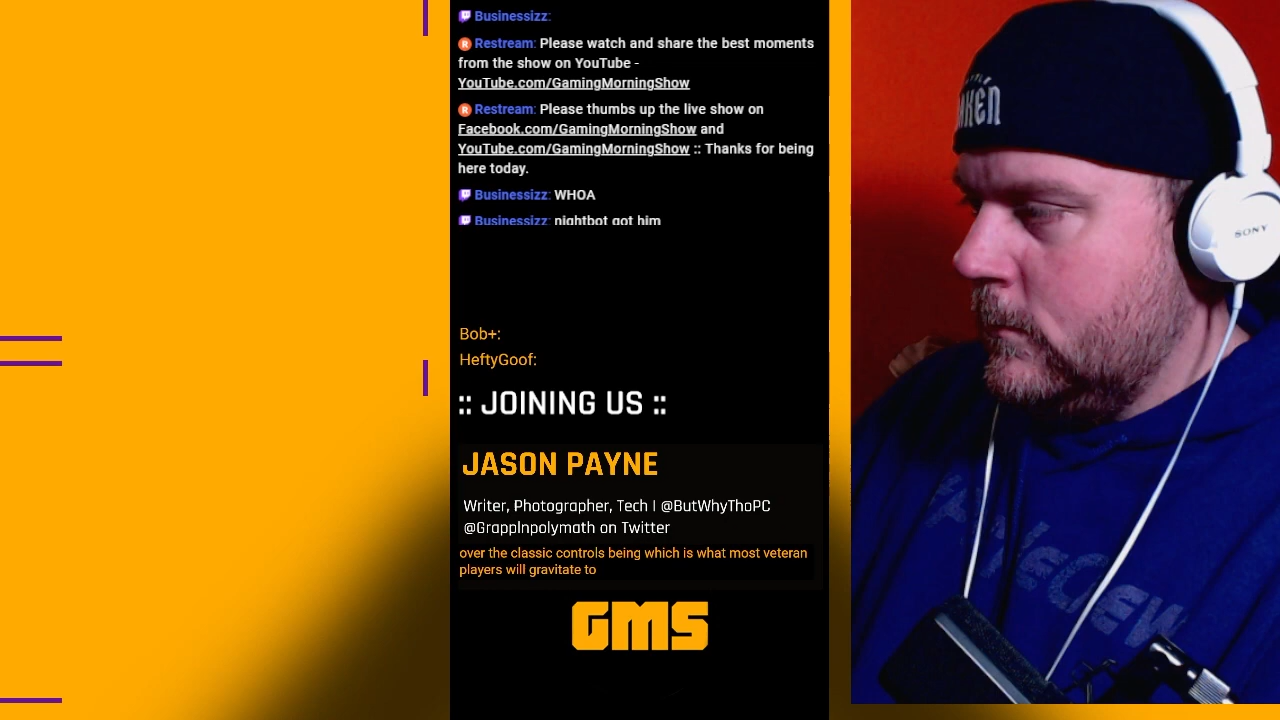 Businessizz:
Restream: Please watch and share the best moments
from the show on YouTube -
YouTube.com/GamingMorningShow
Restream: Please thumbs up the live show on
Facebook.com/GamingMorningShow and
YouTube.com/GamingMorningShow :: Thanks for being
here today.
Businessizz: WHOA
Businessizz: nightbot got him
Bob+:
HeftyGoof:
:: JOINING US ::
JASON PAYNE
Writer, Photographer, Tech | @ButWhyThoPC
@GrapplnpoIymath on Twitter
over the classic controls being which is what most veteran
players will gravitate to
GMS
SONY